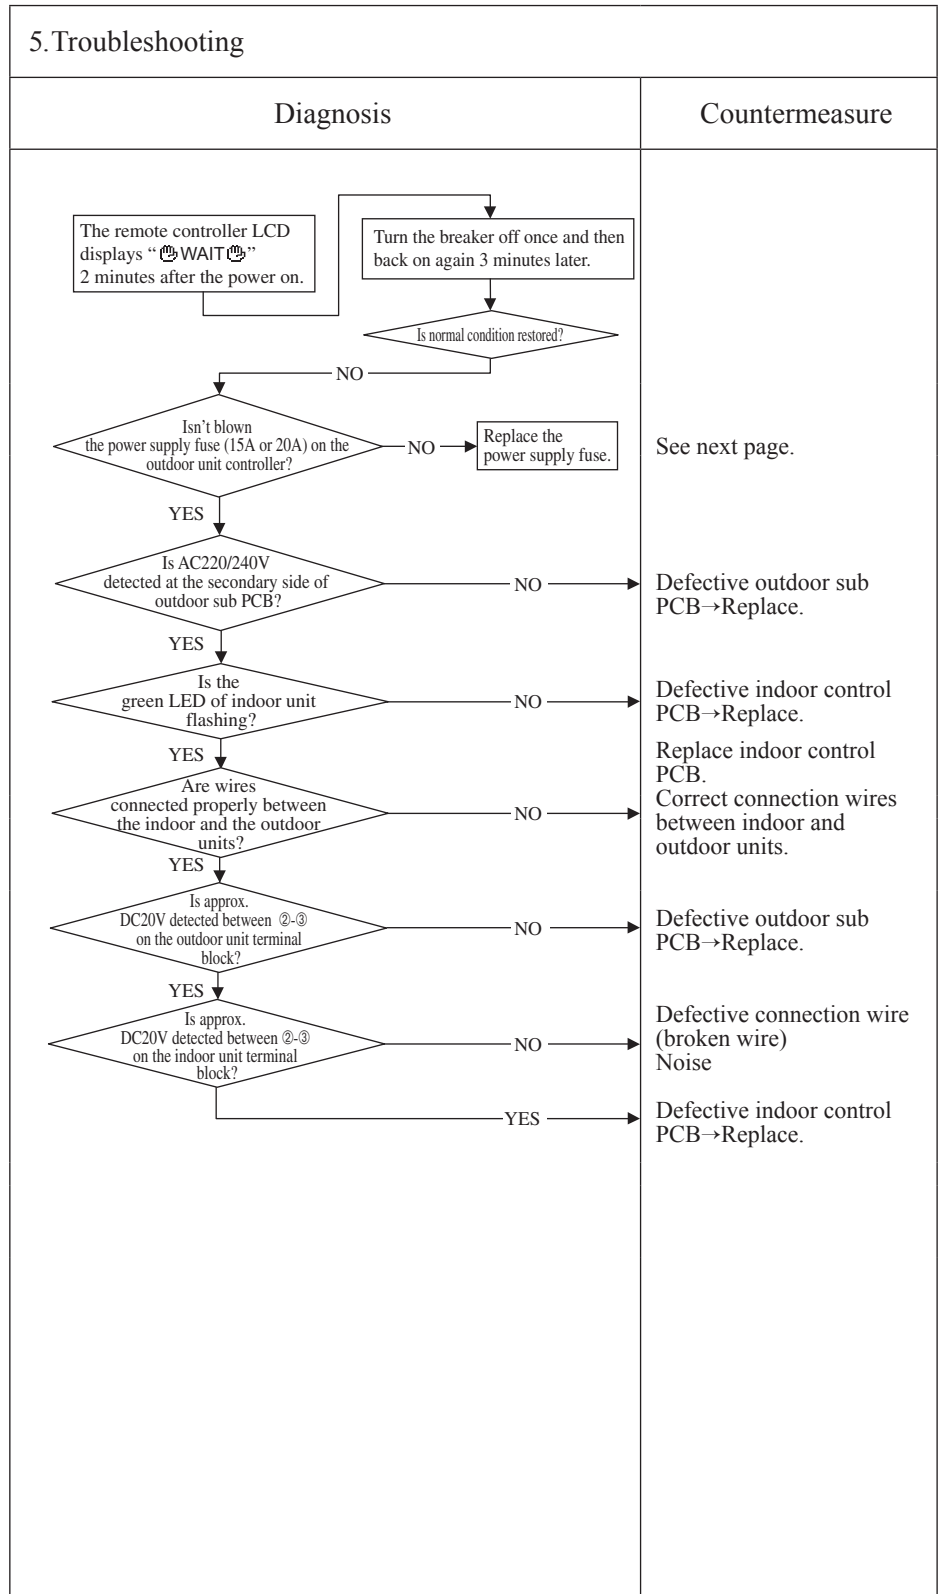 5.Troubleshooting
Diagnosis
Countermeasure
The remote controller LCD
displays “ WAIT ”
2 minutes after the power on.
Turn the breaker off once and then
back on again 3 minutes later.
Is normal condition restored?
NO
Isn’t blown
the power supply fuse (15A or 20A) on the
outdoor unit controller?
NO
Replace the
power supply fuse.
See next page.
YES
Is AC220/240V
detected at the secondary side of
outdoor sub PCB?
NO
Defective outdoor sub
PCB→Replace.
YES
Is the
green LED of indoor unit
flashing?
NO
Defective indoor control
PCB→Replace.
YES
Are wires
connected properly between
the indoor and the outdoor
units?
NO
Replace indoor control
PCB.
Correct connection wires
between indoor and
outdoor units.
YES
Is approx.
DC20V detected between ②-③
on the outdoor unit terminal
block?
NO
Defective outdoor sub
PCB→Replace.
YES
Is approx.
DC20V detected between ②-③
on the indoor unit terminal
block?
NO
Defective connection wire
(broken wire)
Noise
YES
Defective indoor control
PCB→Replace.